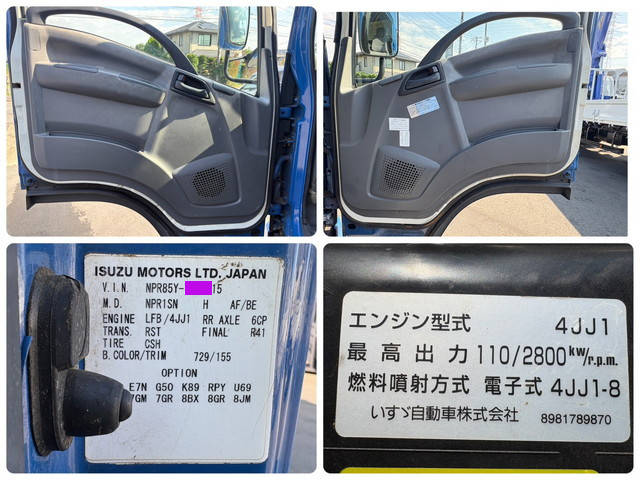 ISUZU MOTORS LTD. JAPAN
V.I.N. NPR85Y- 15
M.D. NPR1SN H AF/BE
ENGINE LFB/4JJ1 RR AXLE 6CP
TRANS. RST FINAL R41
TIRE CSH
B.COLOR/TRIM 729/155
OPTION
E7N G50 K89 RPY U69
7GM 7GR 8BX 8GR 8JM
エンジン型式 4JJ1
最高出力 110/2800kw/r.p.m.
燃料噴射方式 電子式 4JJ1-8
いすゞ自動車株式会社 8981789870